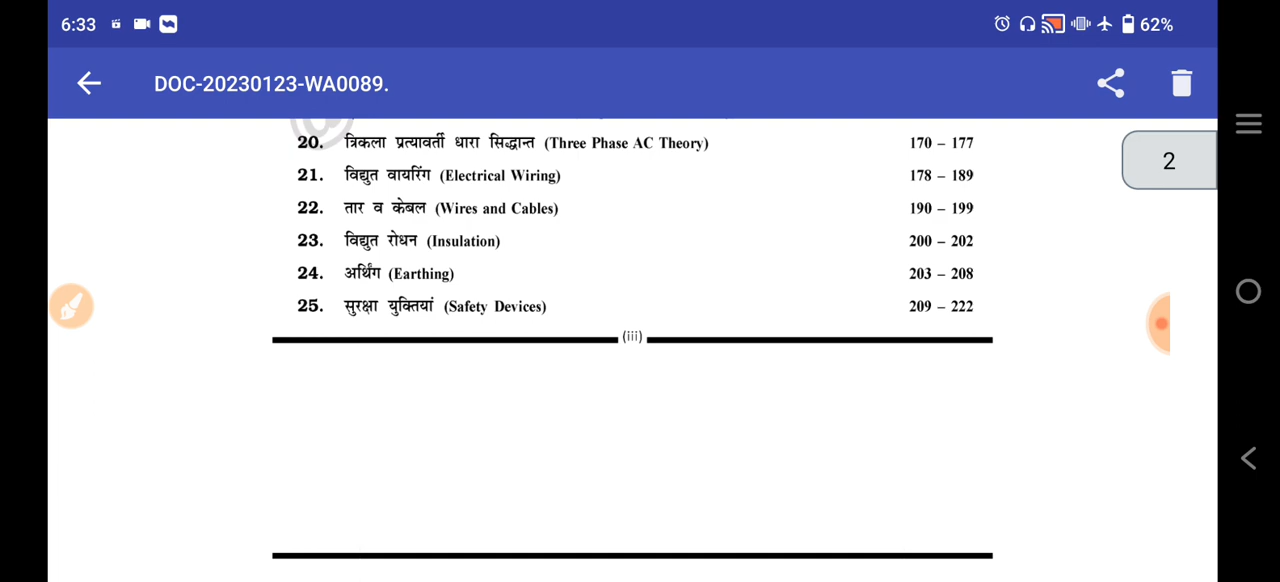 6:33 62%
DOC-20230123-WA0089.
2
20. त्रिकला प्रत्यावर्ती धारा सिद्धान्त (Three Phase AC Theory) 170 – 177
21. विद्युत वायरिंग (Electrical Wiring) 178 – 189
22. तार व केबल (Wires and Cables) 190 – 199
23. विद्युत रोधन (Insulation) 200 – 202
24. अर्थिंग (Earthing) 203 – 208
25. सुरक्षा युक्तियां (Safety Devices) 209 – 222
(iii)